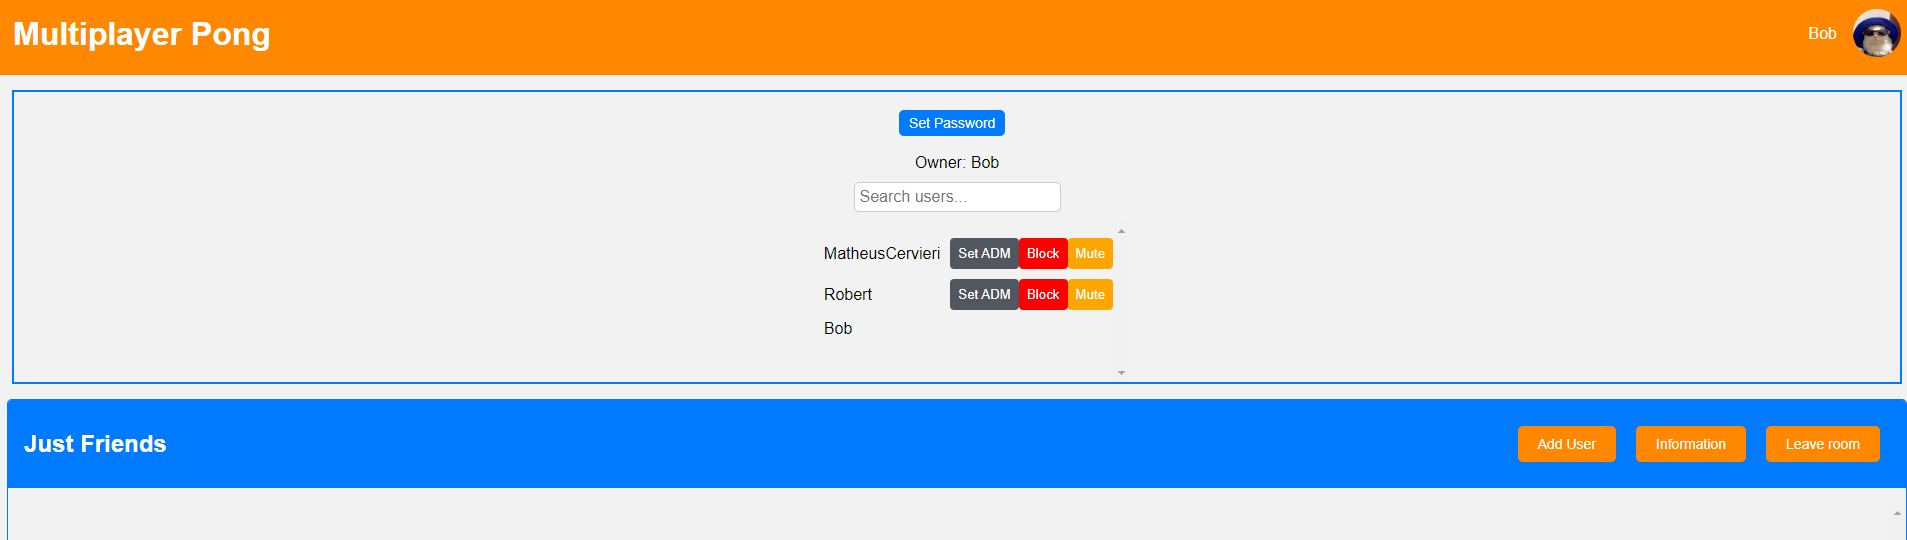 Multiplayer Pong
Bob
Set Password
Owner: Bob
Search users...
MatheusCervieri Set ADM Block Mute
Robert Set ADM Block Mute
Bob
Just Friends
Add User Information Leave room